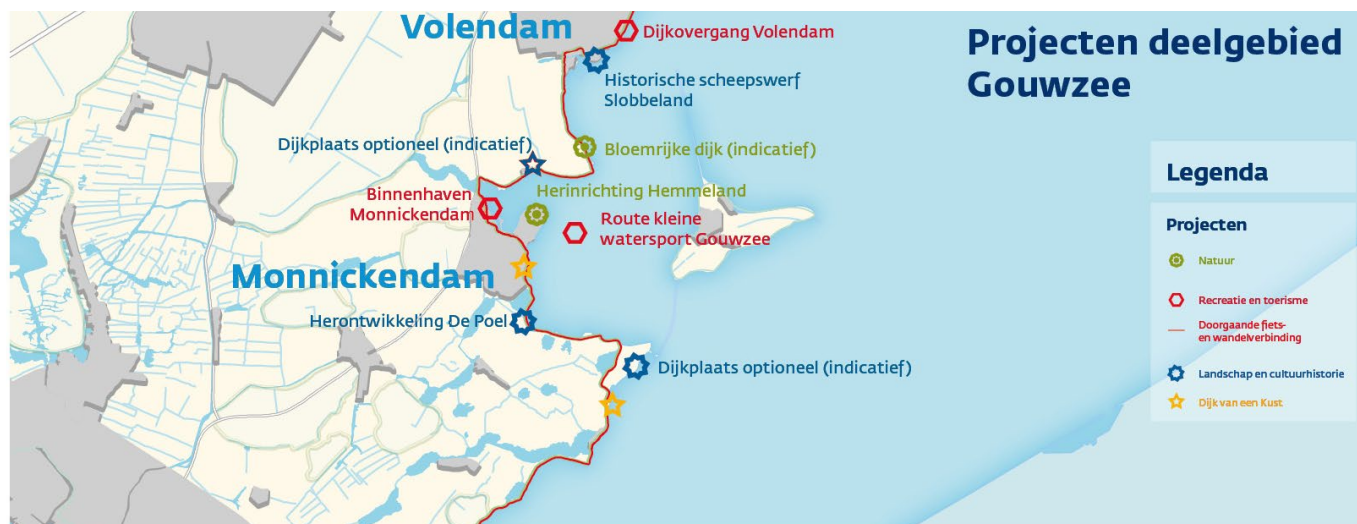 Volendam
Dijkovergang Volendam
Projecten deelgebied
Gouwzee
Historische scheepswerf
Slobbeland
Dijkplaats optioneel (indicatief)
Bloemrijke dijk (indicatief)
Binnenhaven
Monnickendam
Herinrichting Hemmeland
Route kleine
watersport Gouwzee
Monnickendam
Herontwikkeling De Poel
Dijkplaats optioneel (indicatief)
Legenda
Projecten
Natuur
Recreatie en toerisme
Doorgaande fiets-
en wandelverbinding
Landschap en cultuurhistorie
Dijk van een Kust